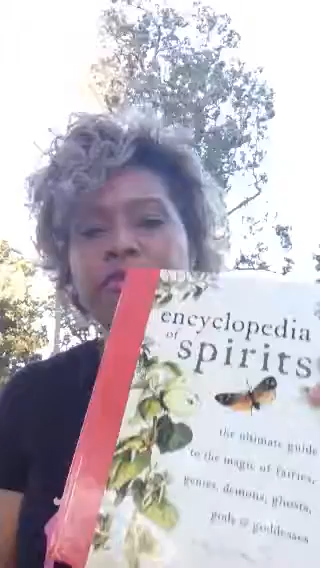 encyclopedia
of
spirits
the ultimate guide
to the magic of fairies,
genies, demons, ghosts,
gods & goddesses